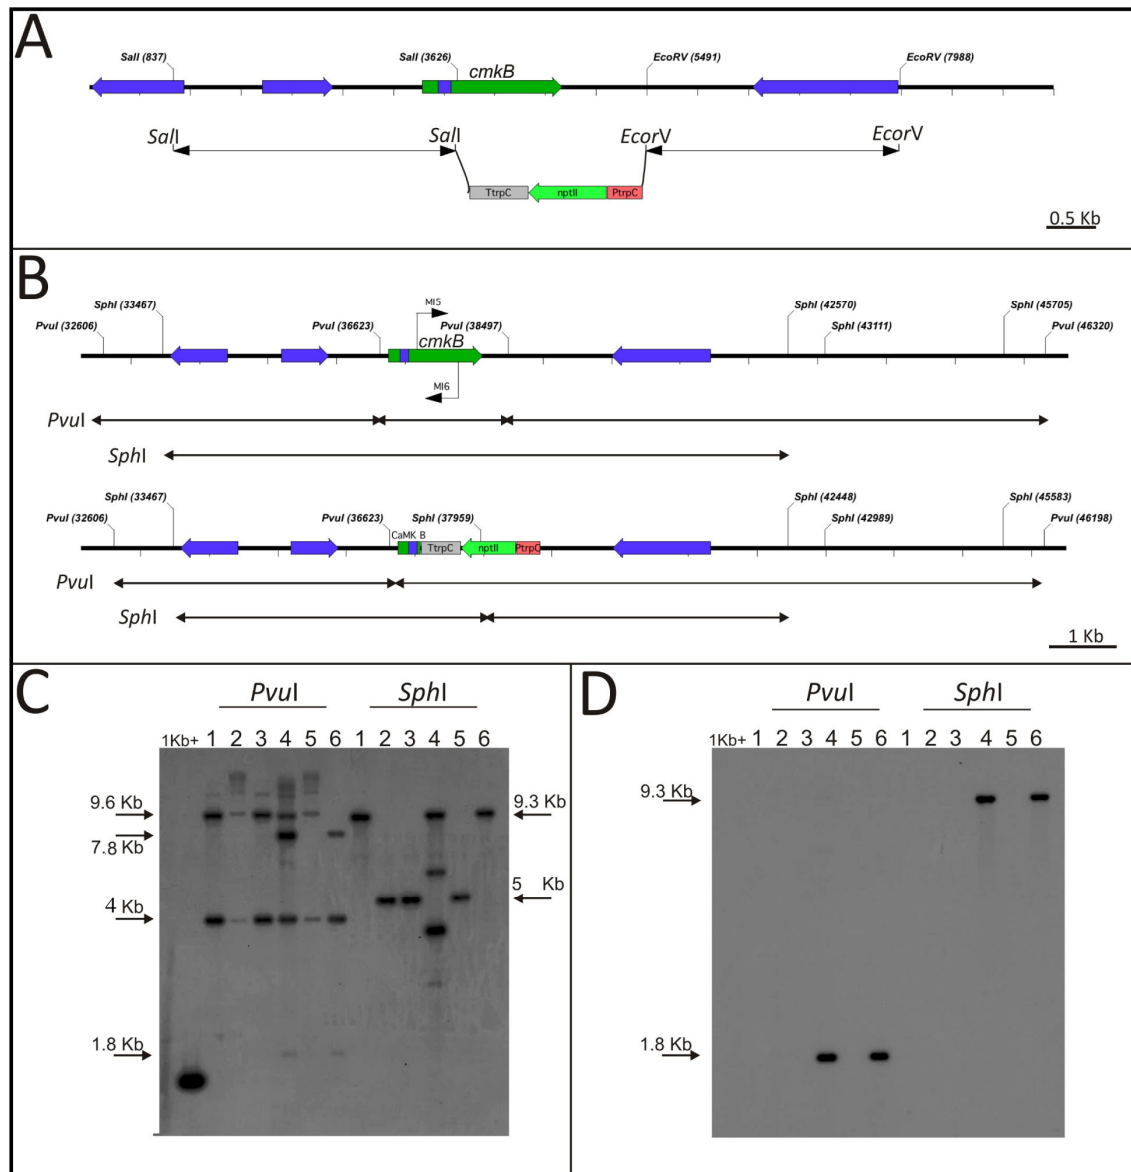 A
SalI (837)
SalI (3626)
cmkB
EcoRV (5491)
EcoRV (7988)
SalI
SalI
EcorV
EcorV
TtrpC
nptII
PtrpC
0.5 Kb
B
SphI (33467)
PvuI (32606)
PvuI (36623)
MI5
PvuI (38497)
cmkB
MI6
SphI (42570)
SphI (43111)
SphI (45705)
PvuI (46320)
PvuI
SphI
SphI (33467)
PvuI (32606)
PvuI (36623)
SphI (37959)
CaMK B
TtrpC
nptII
PtrpC
SphI (42448)
SphI (42989)
SphI (45583)
PvuI (46198)
PvuI
SphI
1 Kb
C
PvuI SphI
1Kb+ 1 2 3 4 5 6 1 2 3 4 5 6
9.6 Kb
7.8 Kb
4 Kb
1.8 Kb
9.3 Kb
5 Kb
D
PvuI SphI
1Kb+ 1 2 3 4 5 6 1 2 3 4 5 6
9.3 Kb
1.8 Kb